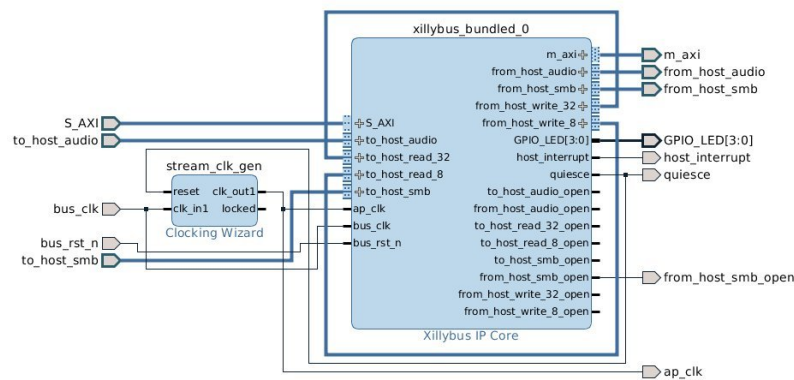 xillybus_bundled_0
m_axi
from_host_audio
from_host_smb
from_host_write_32
from_host_write_8
GPIO_LED[3:0]
host_interrupt
quiesce
to_host_audio_open
from_host_audio_open
to_host_read_32_open
to_host_read_8_open
to_host_smb_open
from_host_smb_open
from_host_write_32_open
from_host_write_8_open
S_AXI
to_host_audio
to_host_read_32
to_host_read_8
to_host_smb
ap_clk
bus_clk
bus_rst_n
Xillybus IP Core
S_AXI
to_host_audio
stream_clk_gen
reset clk_out1
clk_in1 locked
Clocking Wizard
bus_clk
bus_rst_n
to_host_smb
m_axi
from_host_audio
from_host_smb
GPIO_LED[3:0]
host_interrupt
quiesce
from_host_smb_open
ap_clk